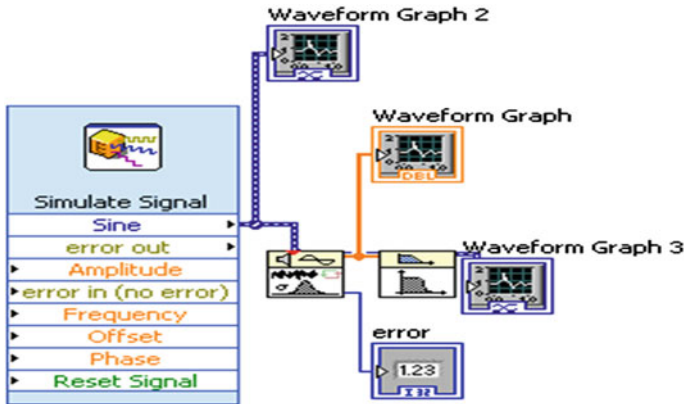 Waveform Graph 2
Waveform Graph
DBL
Simulate Signal
Sine
error out
Amplitude
error in (no error)
Frequency
Offset
Phase
Reset Signal
Waveform Graph 3
error
1.23
I32
σ